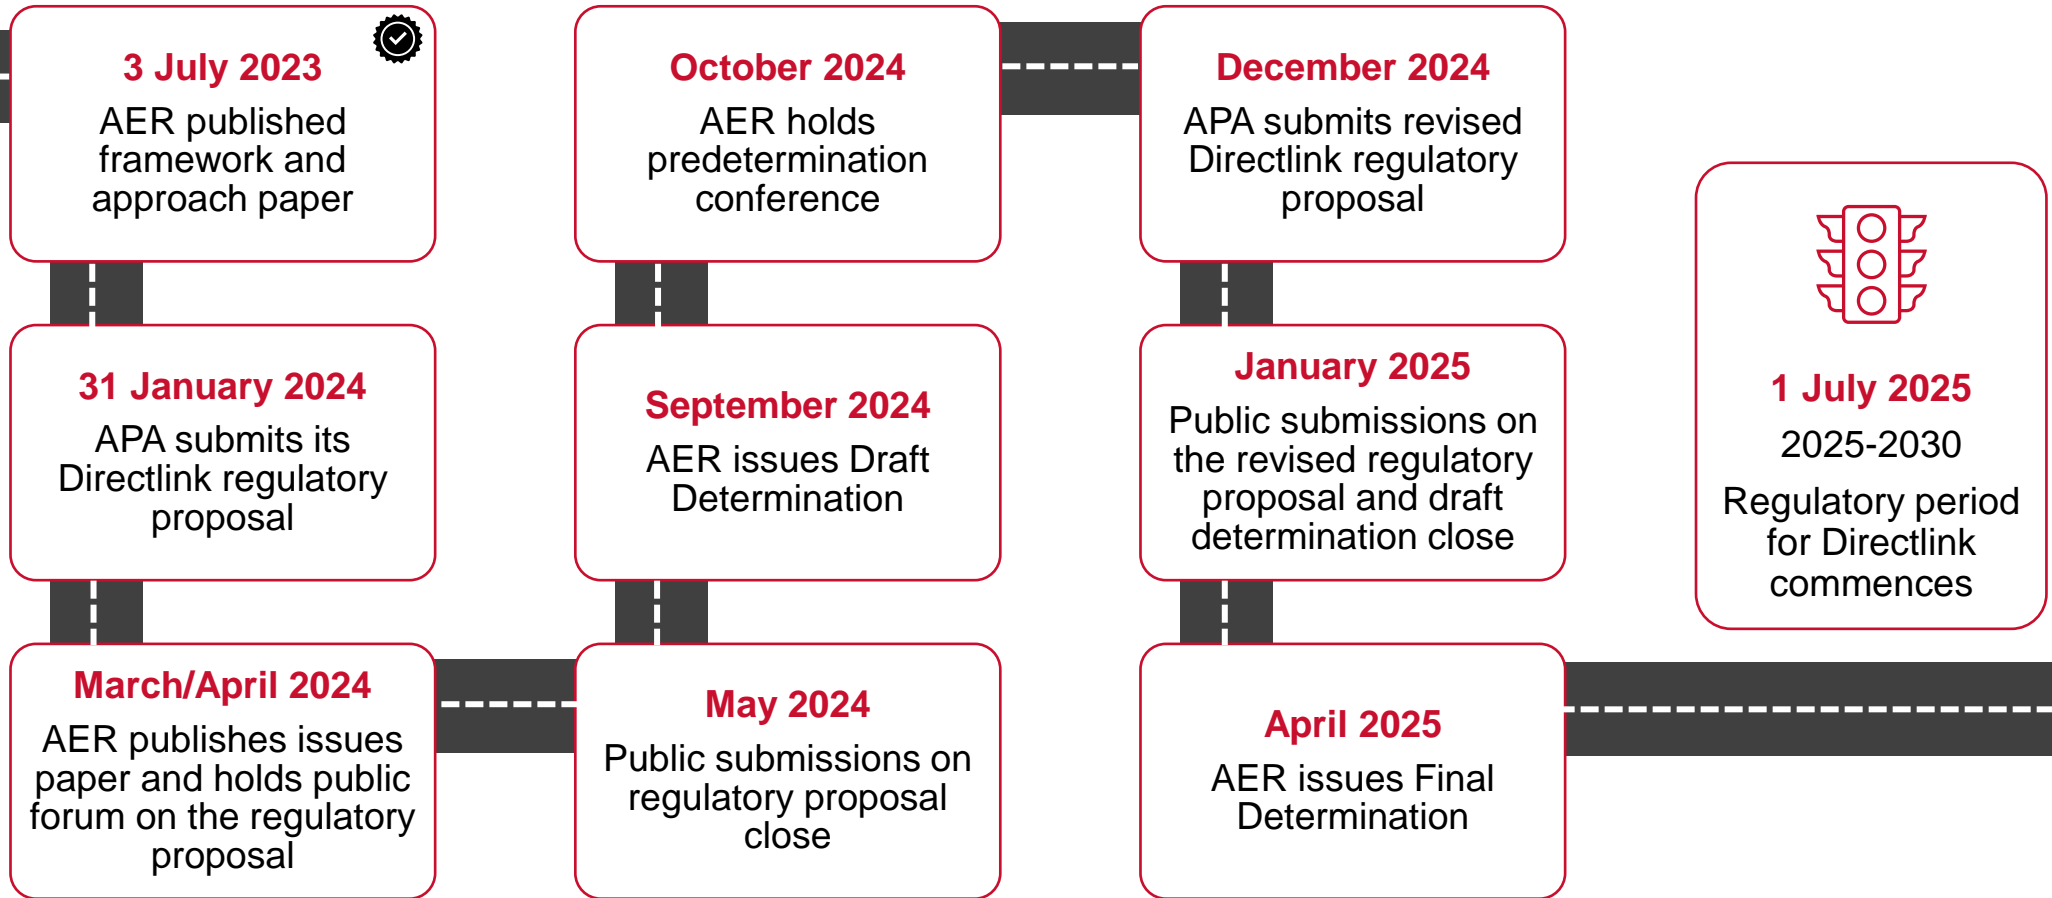 3 July 2023
AER published
framework and
approach paper
31 January 2024
APA submits its
Directlink regulatory
proposal
March/April 2024
AER publishes issues
paper and holds public
forum on the regulatory
proposal
May 2024
Public submissions on
regulatory proposal
close
September 2024
AER issues Draft
Determination
October 2024
AER holds
predetermination
conference
December 2024
APA submits revised
Directlink regulatory
proposal
January 2025
Public submissions on
the revised regulatory
proposal and draft
determination close
April 2025
AER issues Final
Determination
1 July 2025
2025-2030
Regulatory period
for Directlink
commences